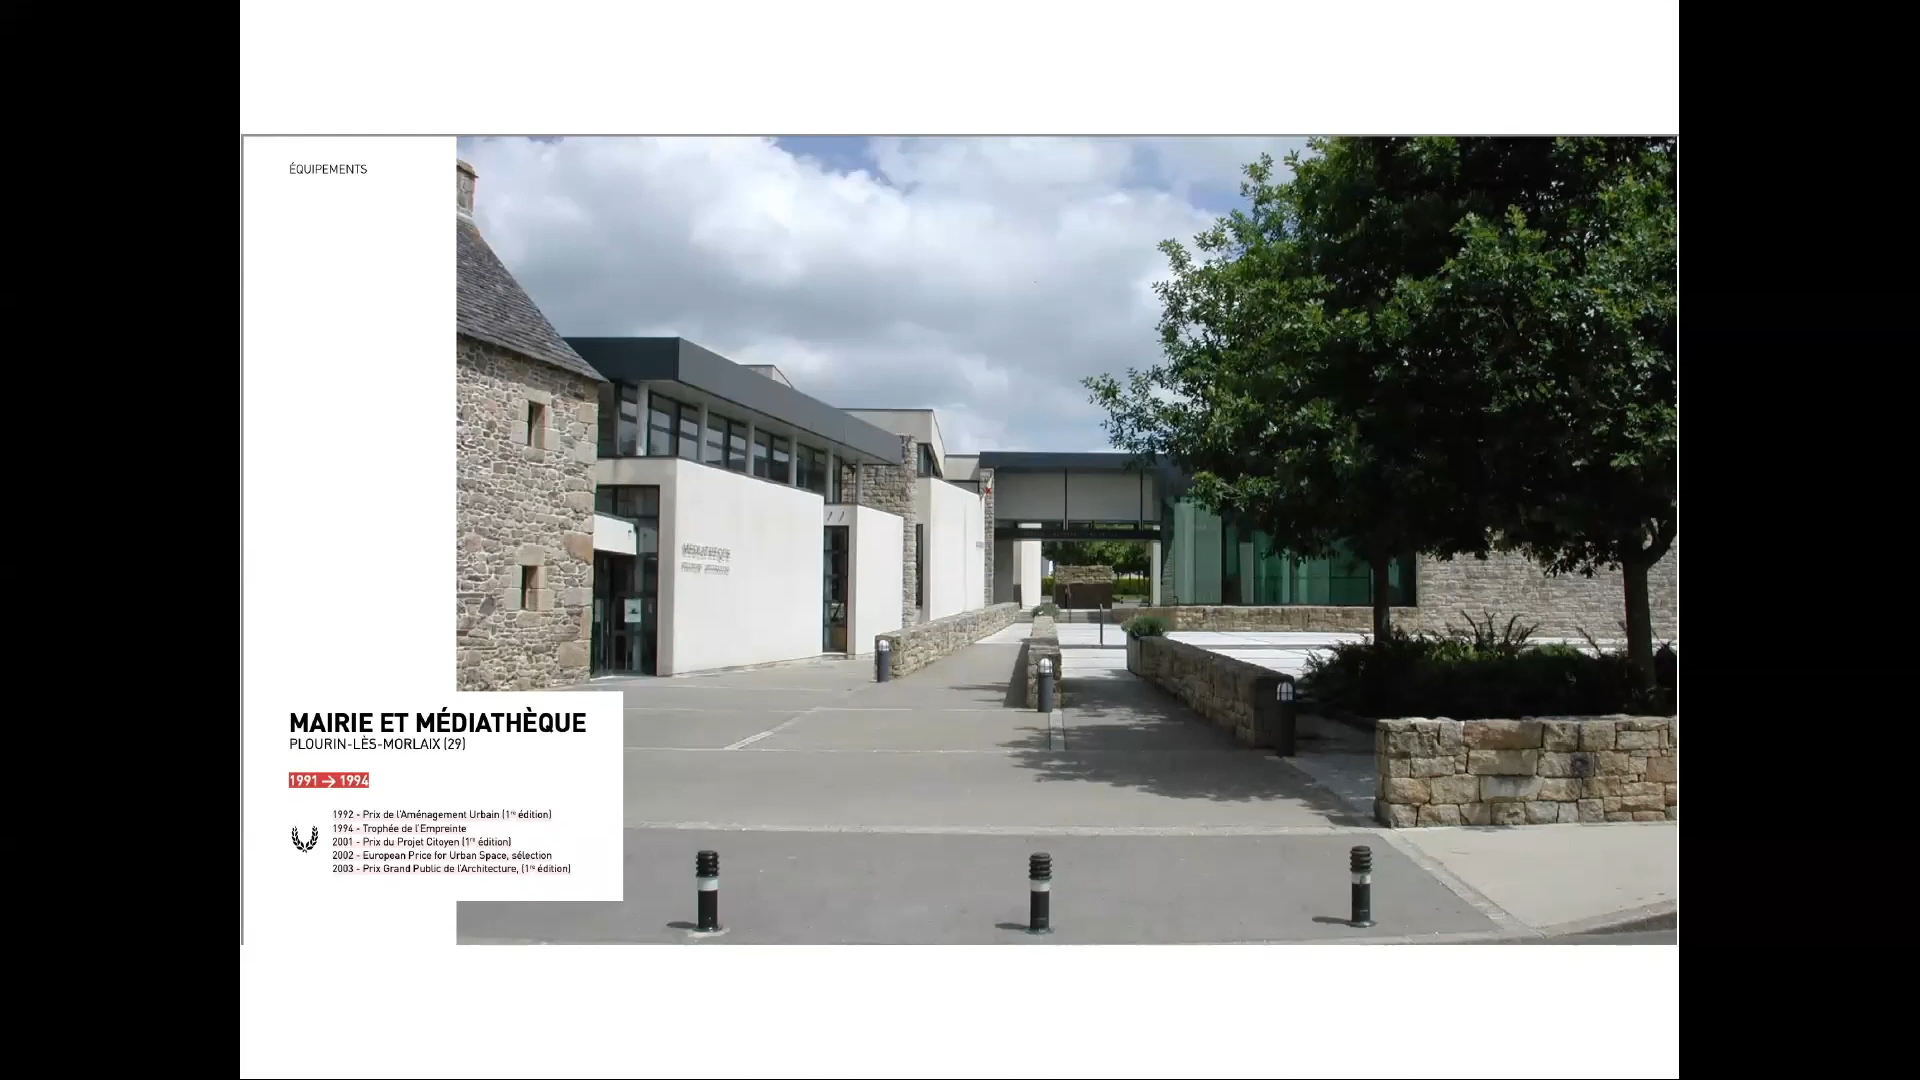 ÉQUIPEMENTS
MÉDIATHÈQUE
MAIRIE ET MÉDIATHÈQUE
PLOURIN-LÈS-MORLAIX (29)
1991 → 1994
1992 - Prix de l'Aménagement Urbain (1re édition)
1994 - Trophée de l'Empreinte
2001 - Prix du Projet Citoyen (1re édition)
2002 - European Price for Urban Space, sélection
2003 - Prix Grand Public de l'Architecture, (1re édition)